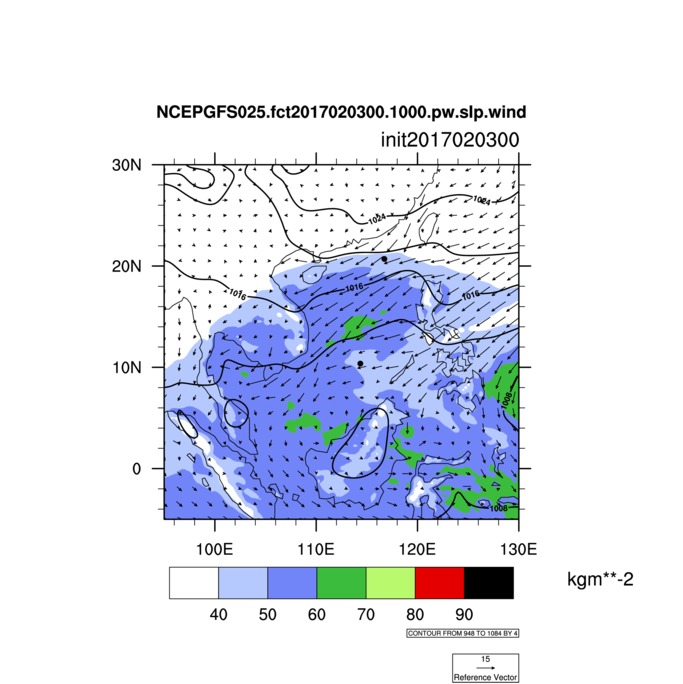 NCEPGFS025.fct2017020300.1000.pw.slp.wind
init2017020300
30N
1024
1024
20N
1016
1016
1016
10N
1008
0
1008
100E 110E 120E 130E
kgm**-2
40 50 60 70 80 90
CONTOUR FROM 948 TO 1084 BY 4
15
Reference Vector